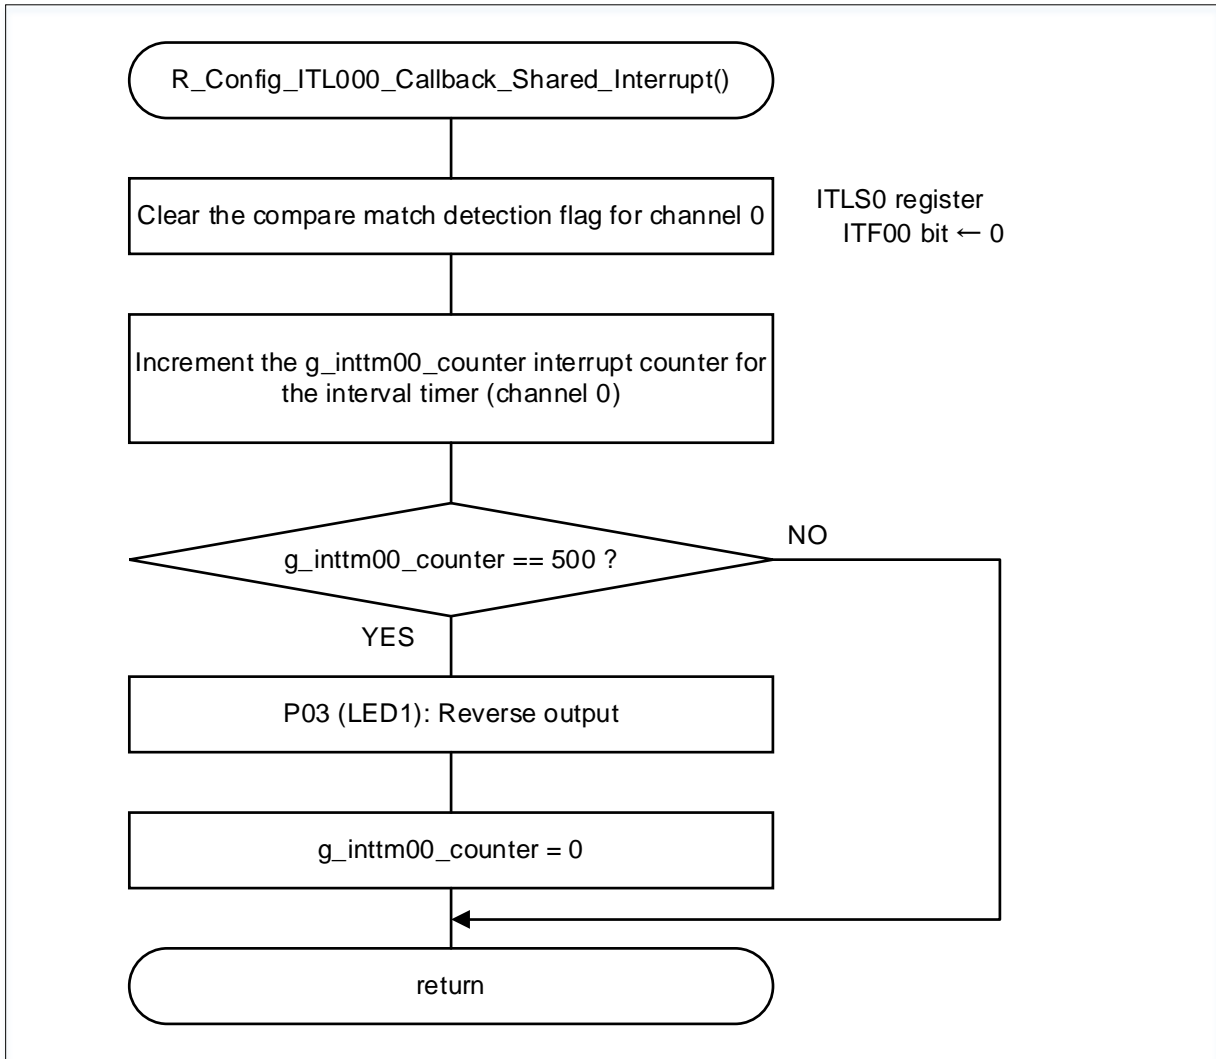 R_Config_ITL000_Callback_Shared_Interrupt()
Clear the compare match detection flag for channel 0
ITLS0 register
ITF00 bit ← 0
Increment the g_inttm00_counter interrupt counter for
the interval timer (channel 0)
g_inttm00_counter == 500 ?
NO
YES
P03 (LED1): Reverse output
g_inttm00_counter = 0
return